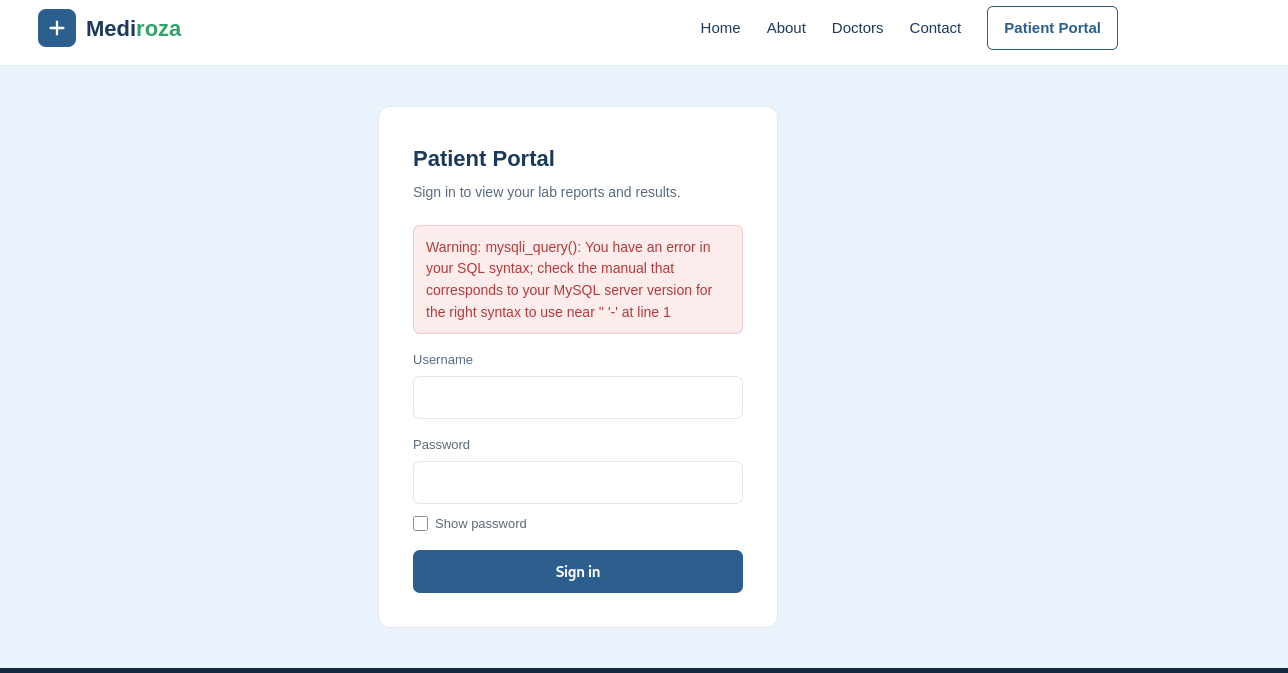 Mediroza
Home
About
Doctors
Contact
Patient Portal
Patient Portal
Sign in to view your lab reports and results.
Warning: mysqli_query(): You have an error in
your SQL syntax; check the manual that
corresponds to your MySQL server version for
the right syntax to use near '' '-' at line 1
Username
Password
Show password
Sign in